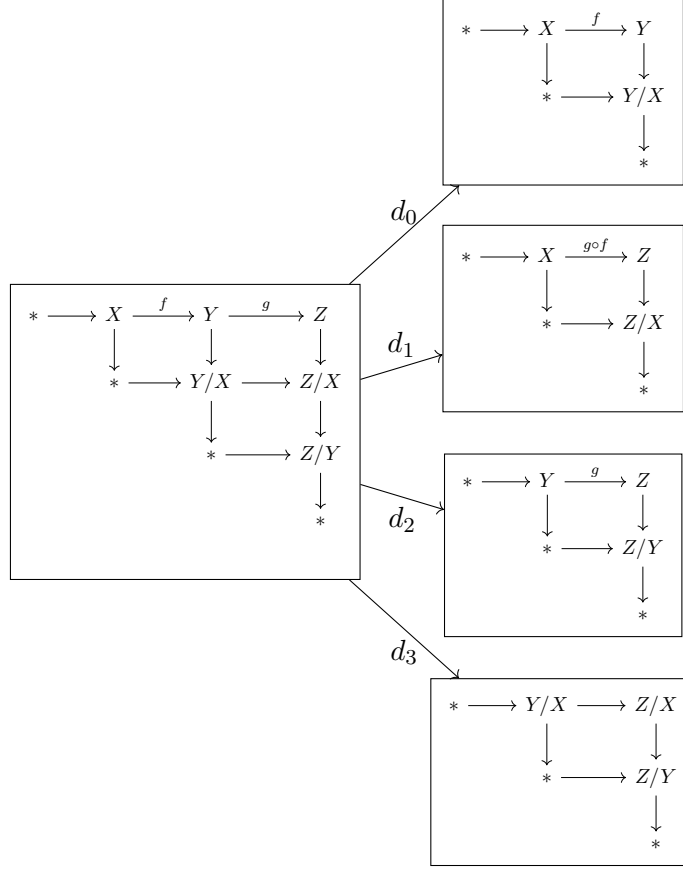 * X f Y
* Y/X
*
d₀
* X g∘f Z
* Z/X
*
d₁
* X f Y g Z
* Y/X Z/X
* Z/Y
*
d₂
* Y g Z
* Z/Y
*
d₃
* Y/X Z/X
* Z/Y
*